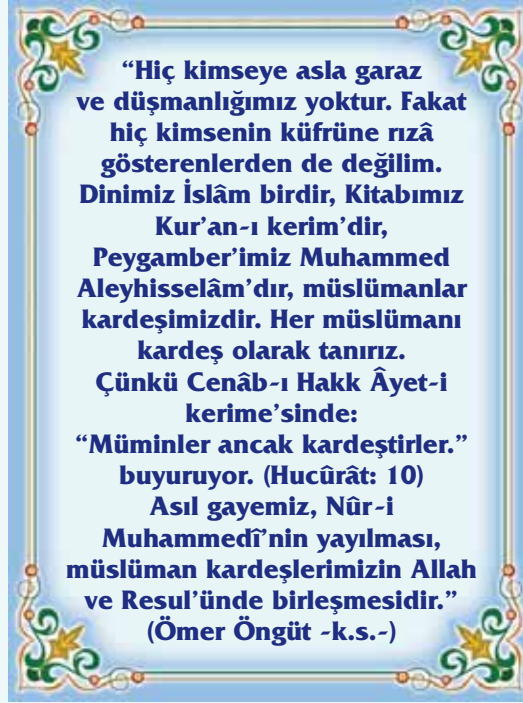 “Hiç kimseye asla garaz
ve düşmanlığımız yoktur. Fakat
hiç kimsenin küfrüne rızâ
gösterenlerden de değilim.
Dinimiz İslâm birdir, Kitabımız
Kur’an-ı kerim’dir,
Peygamber’imiz Muhammed
Aleyhisselâm’dır, müslümanlar
kardeşimizdir. Her müslümanı
kardeş olarak tanırız.
Çünkü Cenâb-ı Hakk Âyet-i
kerime’sinde:
“Müminler ancak kardeştirler.”
buyuruyor. (Hucûrât: 10)
Asıl gayemiz, Nûr-i
Muhammedî’nin yayılması,
müslüman kardeşlerimizin Allah
ve Resul’ünde birleşmesidir.”
(Ömer Öngüt -k.s.-)